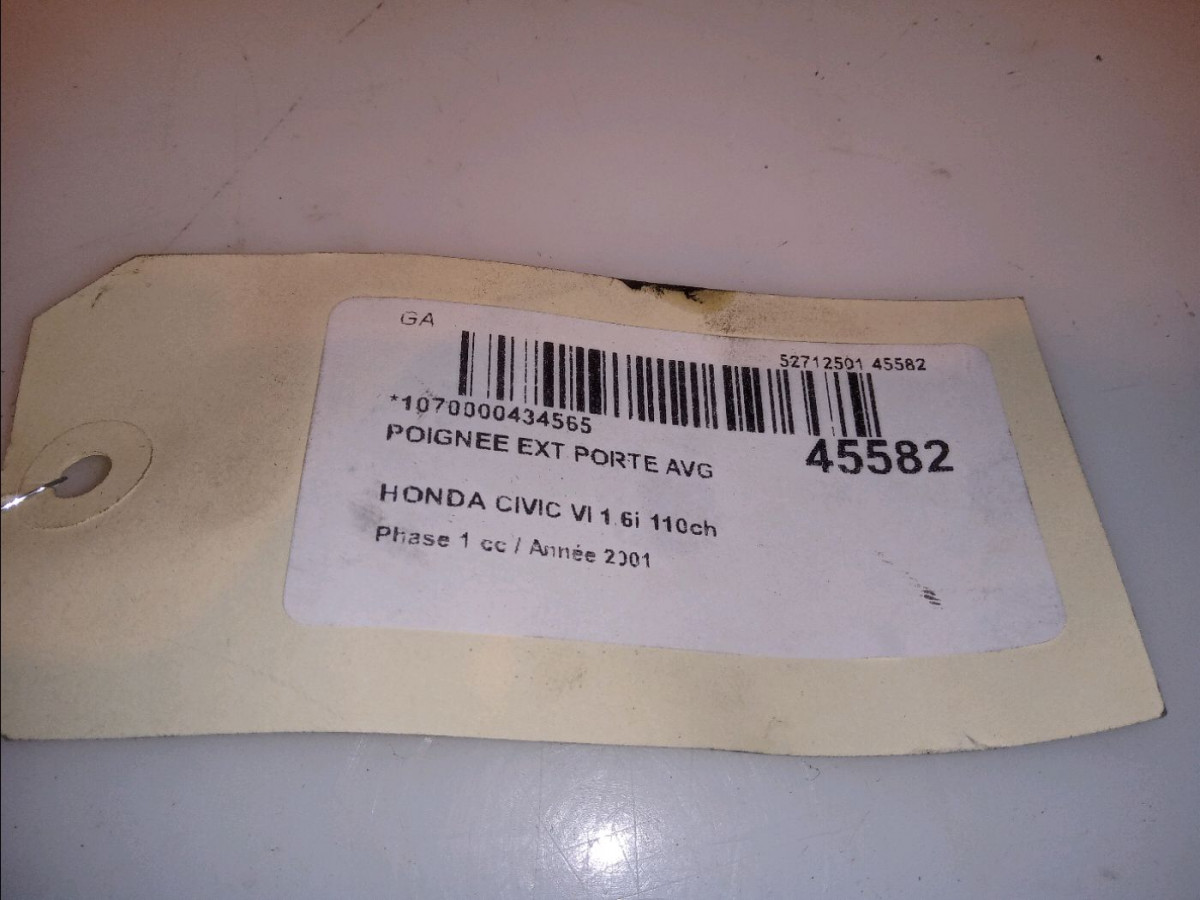 GA
52712501 45582
*1070000434565
45582
POIGNEE EXT PORTE AVG
HONDA CIVIC VI 1.6i 110ch
Phase 1 cc / Année 2001